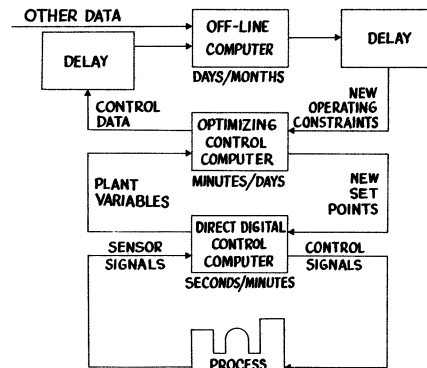 OTHER DATA
OFF-LINE
COMPUTER
DAYS/MONTHS
DELAY
DELAY
CONTROL
DATA
NEW
OPERATING
CONSTRAINTS
OPTIMIZING
CONTROL
COMPUTER
MINUTES/DAYS
PLANT
VARIABLES
NEW
SET
POINTS
DIRECT DIGITAL
CONTROL
COMPUTER
SECONDS/MINUTES
SENSOR
SIGNALS
CONTROL
SIGNALS
PROCESS